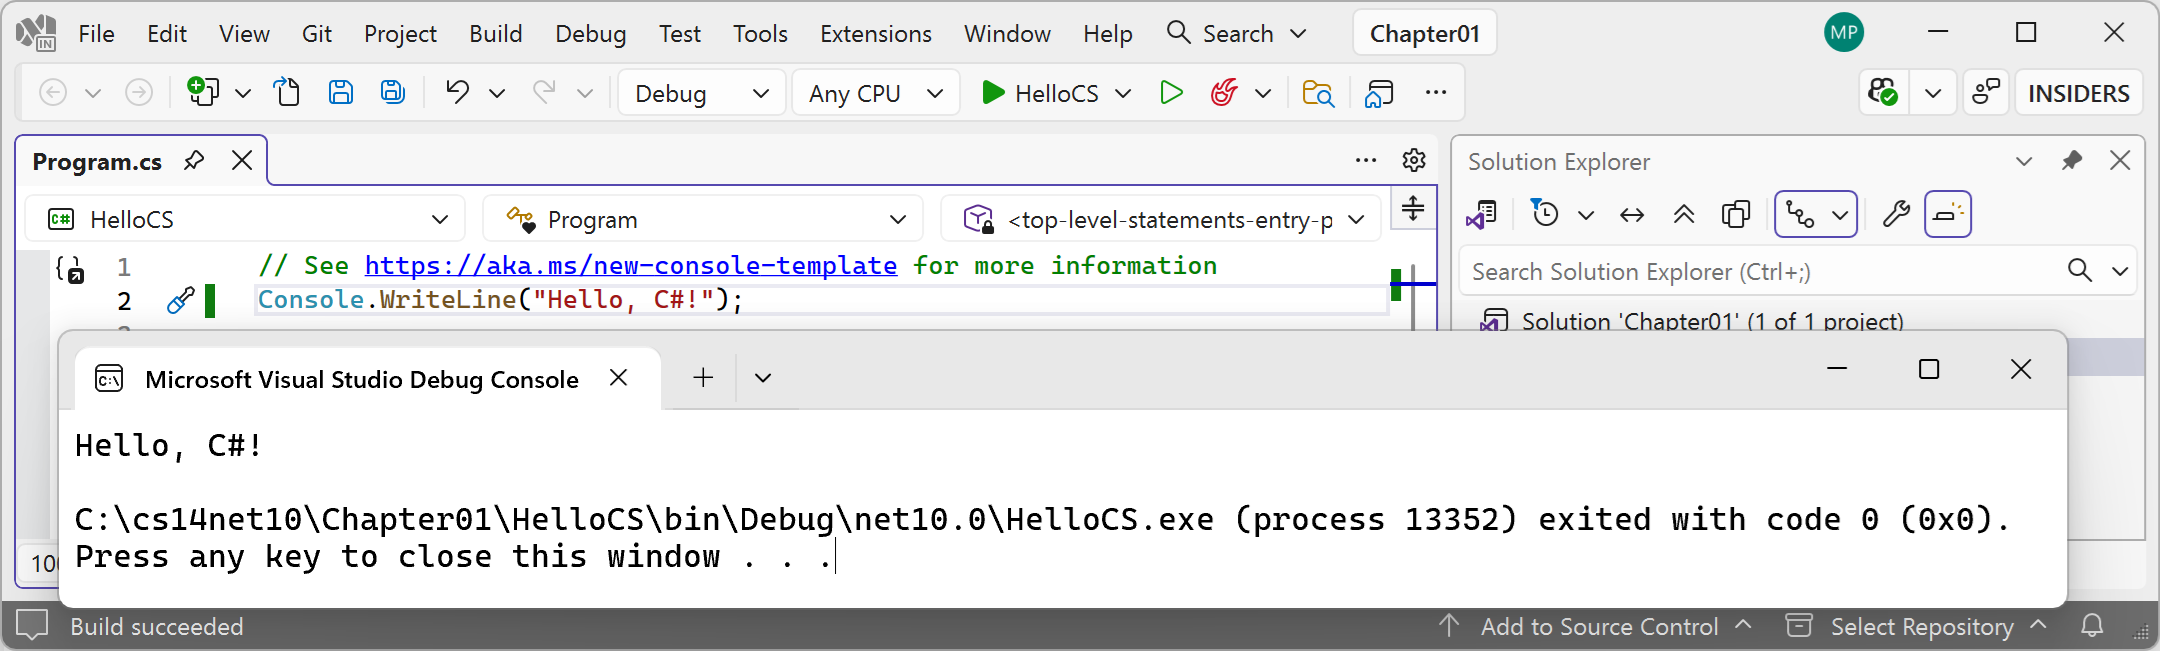 IN File Edit View Git Project Build Debug Test Tools Extensions Window Help Search Chapter01 MP
Debug Any CPU HelloCS INSIDERS
Program.cs
Solution Explorer
C# HelloCS Program <top-level-statements-entry-p
Search Solution Explorer (Ctrl+;)
1 // See https://aka.ms/new-console-template for more information
2 Console.WriteLine("Hello, C#!");
Solution 'Chapter01' (1 of 1 project)
C:\ Microsoft Visual Studio Debug Console
Hello, C#!
C:\cs14net10\Chapter01\HelloCS\bin\Debug\net10.0\HelloCS.exe (process 13352) exited with code 0 (0x0).
Press any key to close this window . . .
Build succeeded Add to Source Control Select Repository